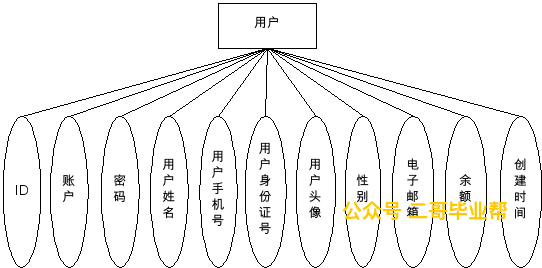 用户
ID
账户
密码
用户姓名
用户手机号
用户身份证号
用户头像
性别
电子邮箱
余额
创建时间
公众号 二哥毕业帮